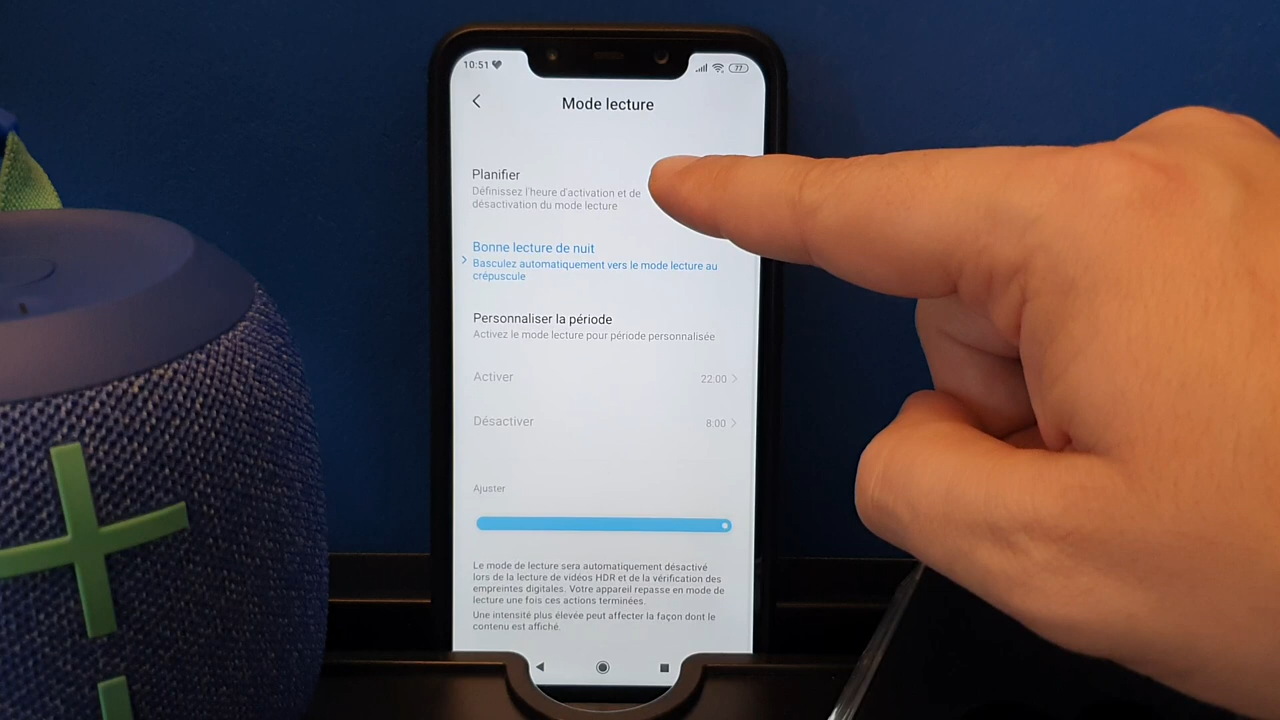 10:51
77
Mode lecture
Planifier
Définissez l'heure d'activation et de
désactivation du mode lecture
Bonne lecture de nuit
Basculez automatiquement vers le mode lecture au
crépuscule
Personnaliser la période
Activez le mode lecture pour période personnalisée
Activer 22:00
Désactiver 8:00
Ajuster
Le mode de lecture sera automatiquement désactivé
lors de la lecture de vidéos HDR et de la vérification des
empreintes digitales. Votre appareil repasse en mode de
lecture une fois ces actions terminées.
Une intensité plus élevée peut affecter la façon dont le
contenu est affiché.